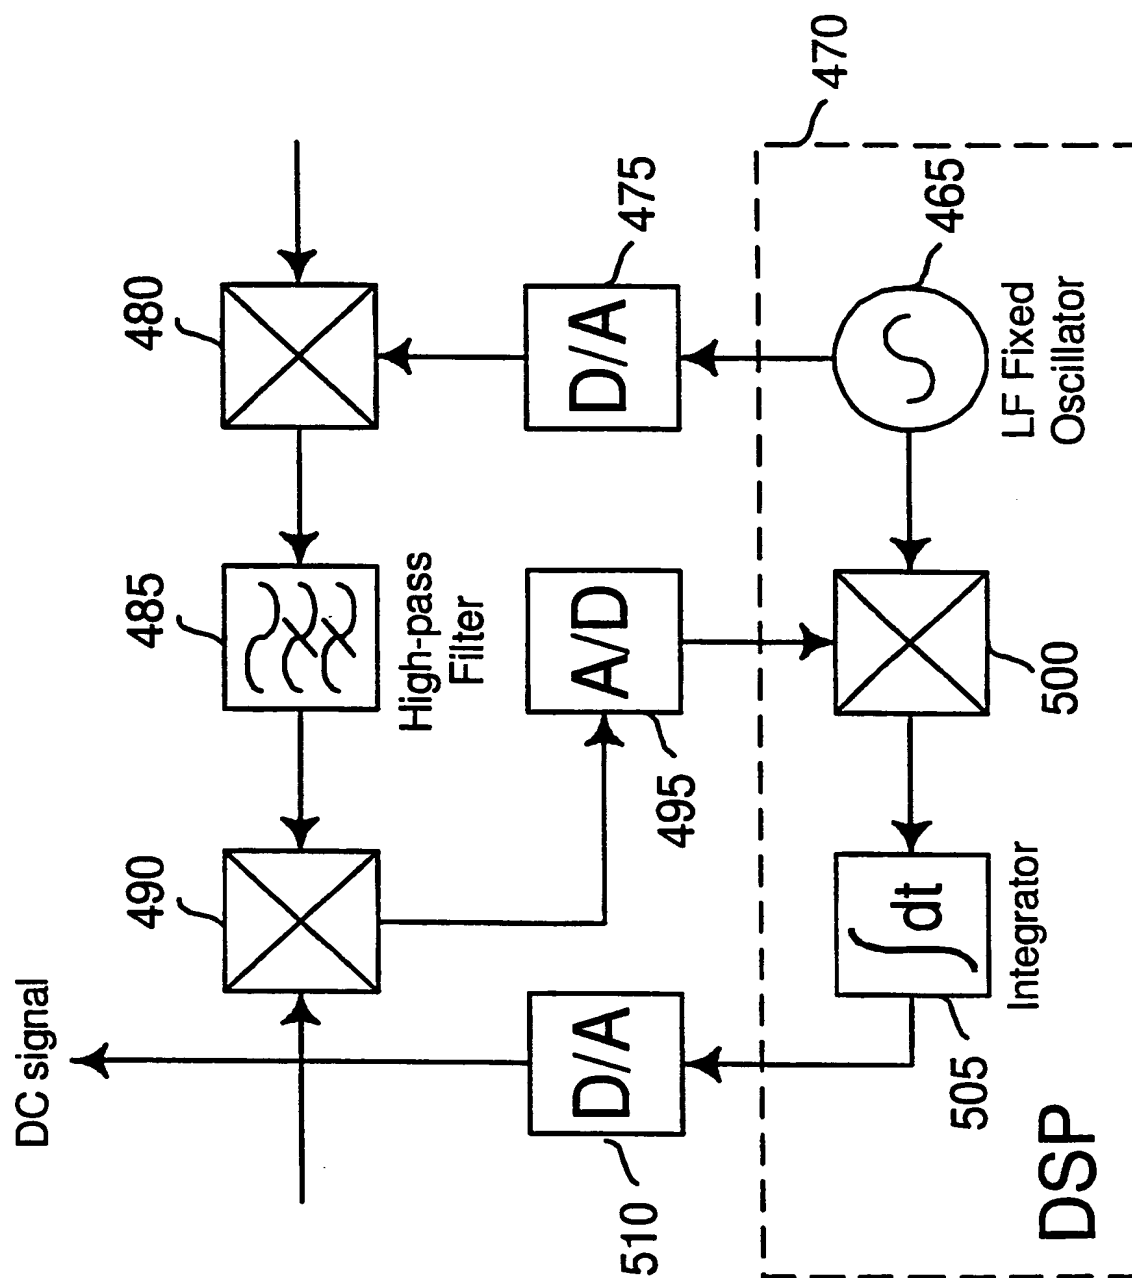 DC signal
490
485
480
High-pass
Filter
510
D/A
495
A/D
475
D/A
470
505
∫dt
Integrator
500
465
LF Fixed
Oscillator
DSP